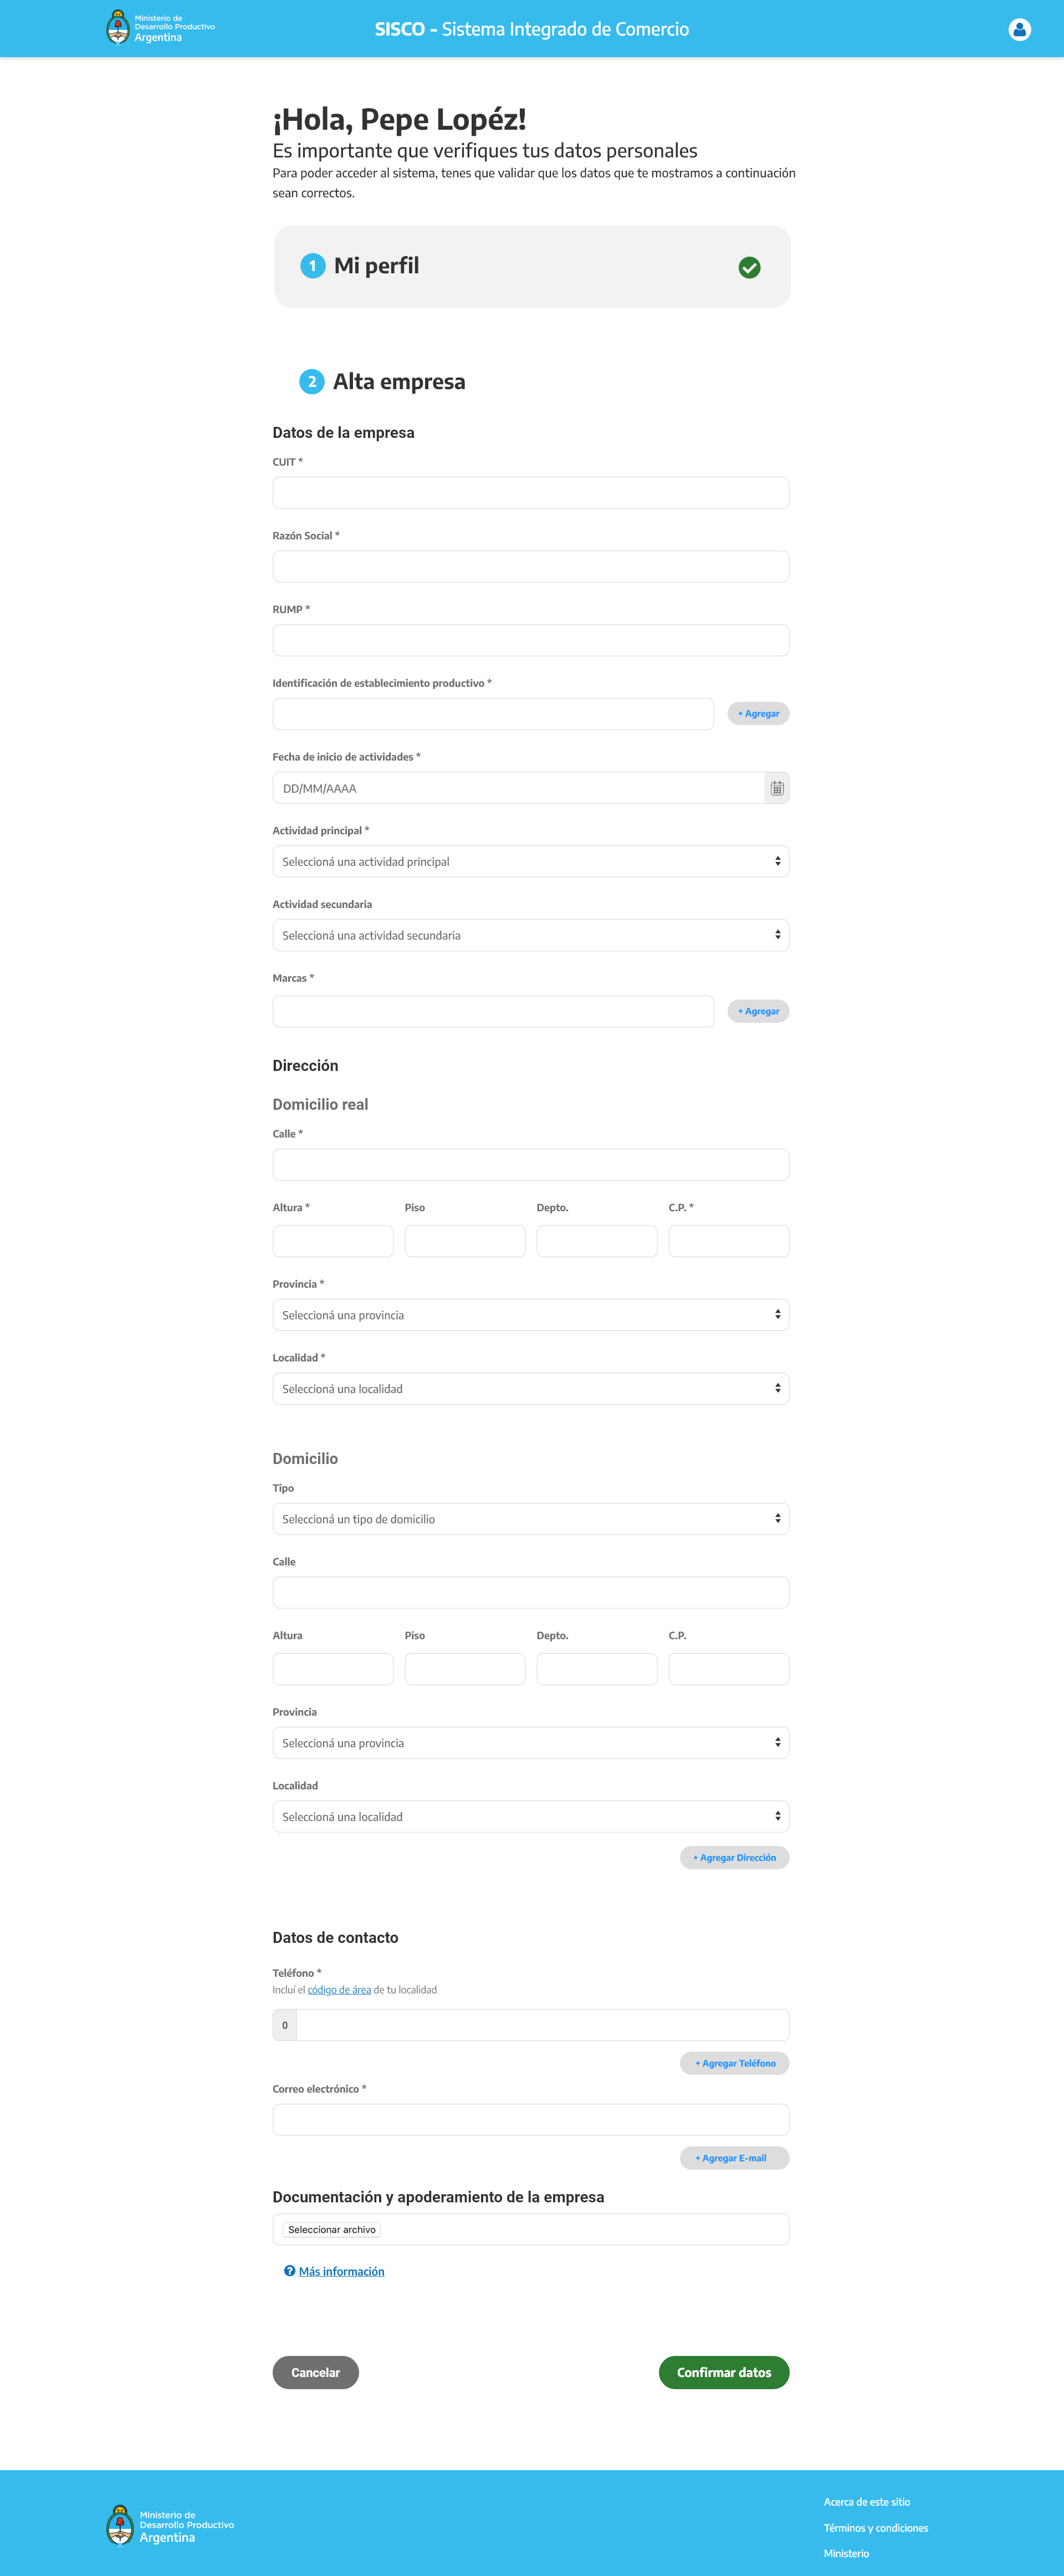 Ministerio de
Desarrollo Productivo
Argentina
SISCO - Sistema Integrado de Comercio
¡Hola, Pepe Lopéz!
Es importante que verifiques tus datos personales
Para poder acceder al sistema, tenes que validar que los datos que te mostramos a continuación
sean correctos.
1 Mi perfil
2 Alta empresa
Datos de la empresa
CUIT *
Razón Social *
RUMP *
Identificación de establecimiento productivo *
+ Agregar
Fecha de inicio de actividades *
DD/MM/AAAA
Actividad principal *
Seleccioná una actividad principal
Actividad secundaria
Seleccioná una actividad secundaria
Marcas *
+ Agregar
Dirección
Domicilio real
Calle *
Altura * Piso Depto. C.P. *
Provincia *
Seleccioná una provincia
Localidad *
Seleccioná una localidad
Domicilio
Tipo
Seleccioná un tipo de domicilio
Calle
Altura Piso Depto. C.P.
Provincia
Seleccioná una provincia
Localidad
Seleccioná una localidad
+ Agregar Dirección
Datos de contacto
Teléfono *
Incluí el código de área de tu localidad
0
+ Agregar Teléfono
Correo electrónico *
+ Agregar E-mail
Documentación y apoderamiento de la empresa
Seleccionar archivo
? Más información
Cancelar Confirmar datos
Ministerio de
Desarrollo Productivo
Argentina
Acerca de este sitio
Términos y condiciones
Ministerio